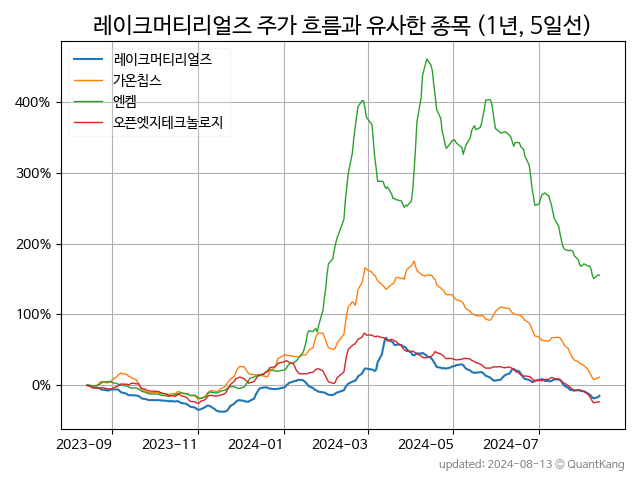 레이크머티리얼즈 주가 흐름과 유사한 종목 (1년, 5일선)
레이크머티리얼즈
가온칩스
엔켐
오픈엣지테크놀로지
400%
300%
200%
100%
0%
2023-09 2023-11 2024-01 2024-03 2024-05 2024-07
updated: 2024-08-13 © QuantKang